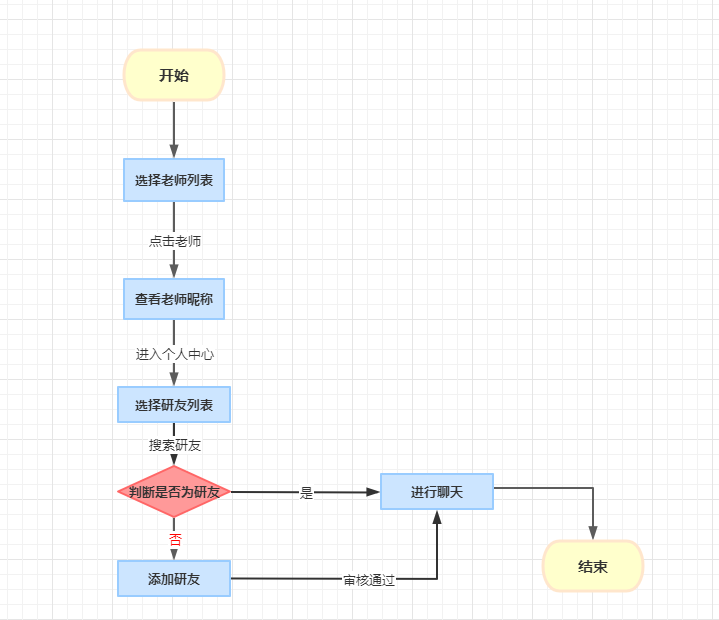 开始
选择老师列表
点击老师
查看老师昵称
进入个人中心
选择研友列表
搜索研友
判断是否为研友
是
进行聊天
否
添加研友
审核通过
结束